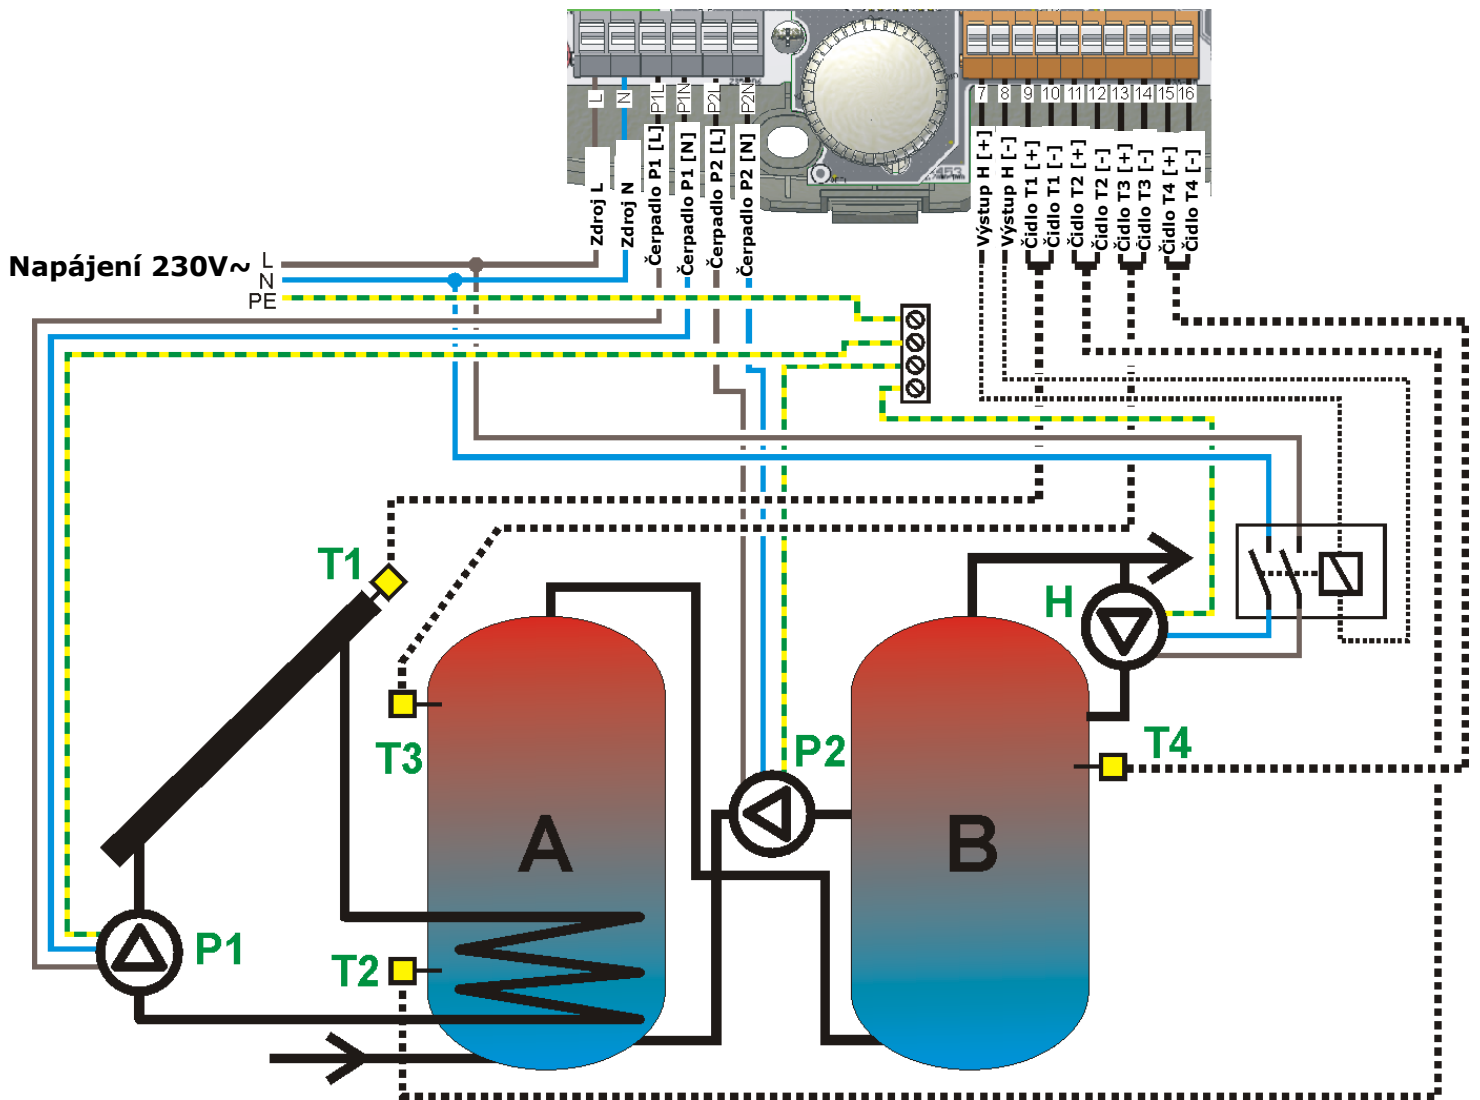 L
N
P1L
P1N
P2L
P2N
7
8
9
10
11
12
13
14
15
16
Zdroj L
Zdroj N
Čerpadlo P1 [L]
Čerpadlo P1 [N]
Čerpadlo P2 [L]
Čerpadlo P2 [N]
Výstup H [+]
Výstup H [-]
Čidlo T1 [+]
Čidlo T1 [-]
Čidlo T2 [+]
Čidlo T2 [-]
Čidlo T3 [+]
Čidlo T3 [-]
Čidlo T4 [+]
Čidlo T4 [-]
Napájení 230V~
L
N
PE
T1
H
T3
P2
T4
A
B
P1
T2